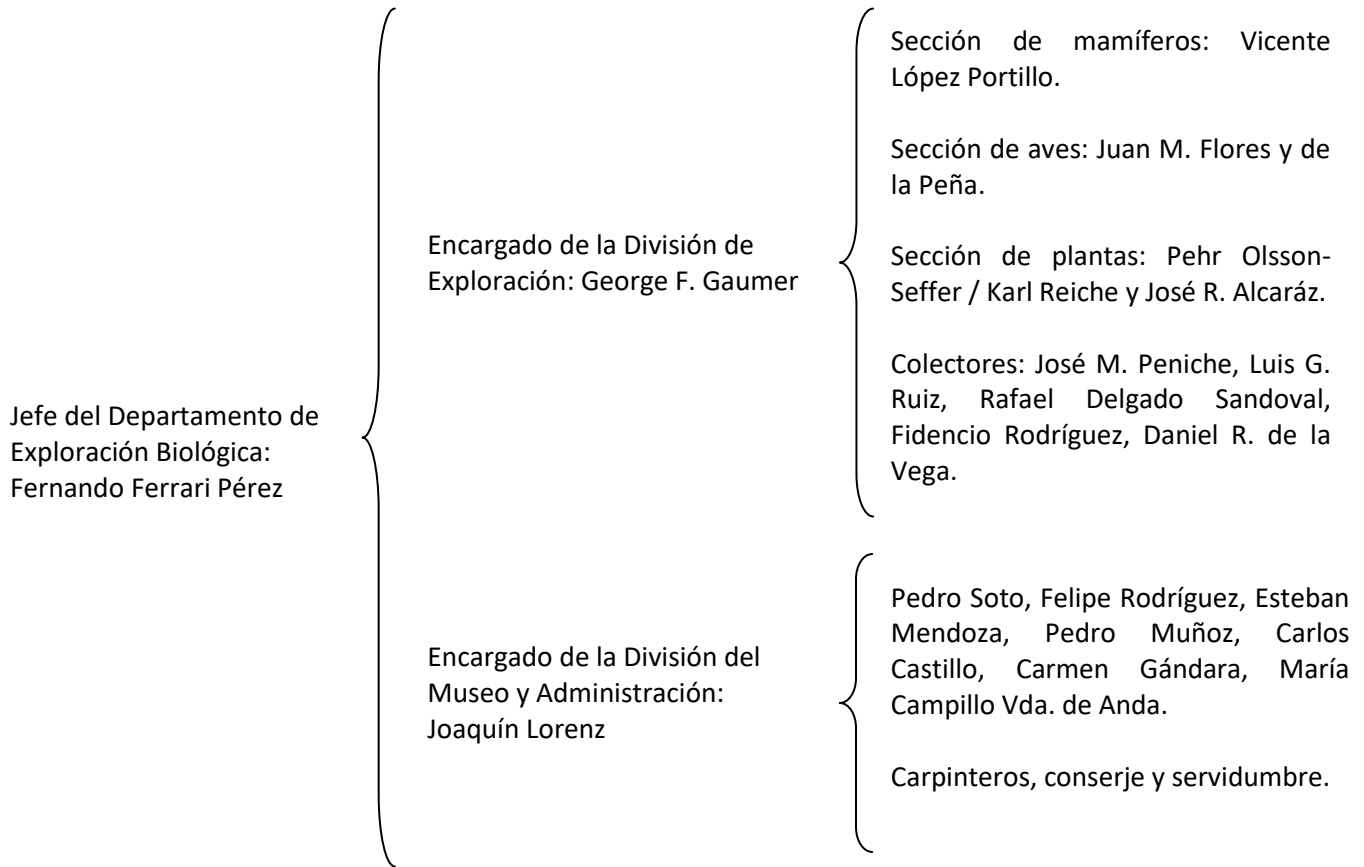 Jefe del Departamento de
Exploración Biológica:
Fernando Ferrari Pérez
Encargado de la División de
Exploración: George F. Gaumer
Sección de mamíferos: Vicente
López Portillo.
Sección de aves: Juan M. Flores y de
la Peña.
Sección de plantas: Pehr Olsson-
Seffer / Karl Reiche y José R. Alcaráz.
Colectores: José M. Peniche, Luis G.
Ruiz, Rafael Delgado Sandoval,
Fidencio Rodríguez, Daniel R. de la
Vega.
Encargado de la División del
Museo y Administración:
Joaquín Lorenz
Pedro Soto, Felipe Rodríguez, Esteban
Mendoza, Pedro Muñoz, Carlos
Castillo, Carmen Gándara, María
Campillo Vda. de Anda.
Carpinteros, conserje y servidumbre.